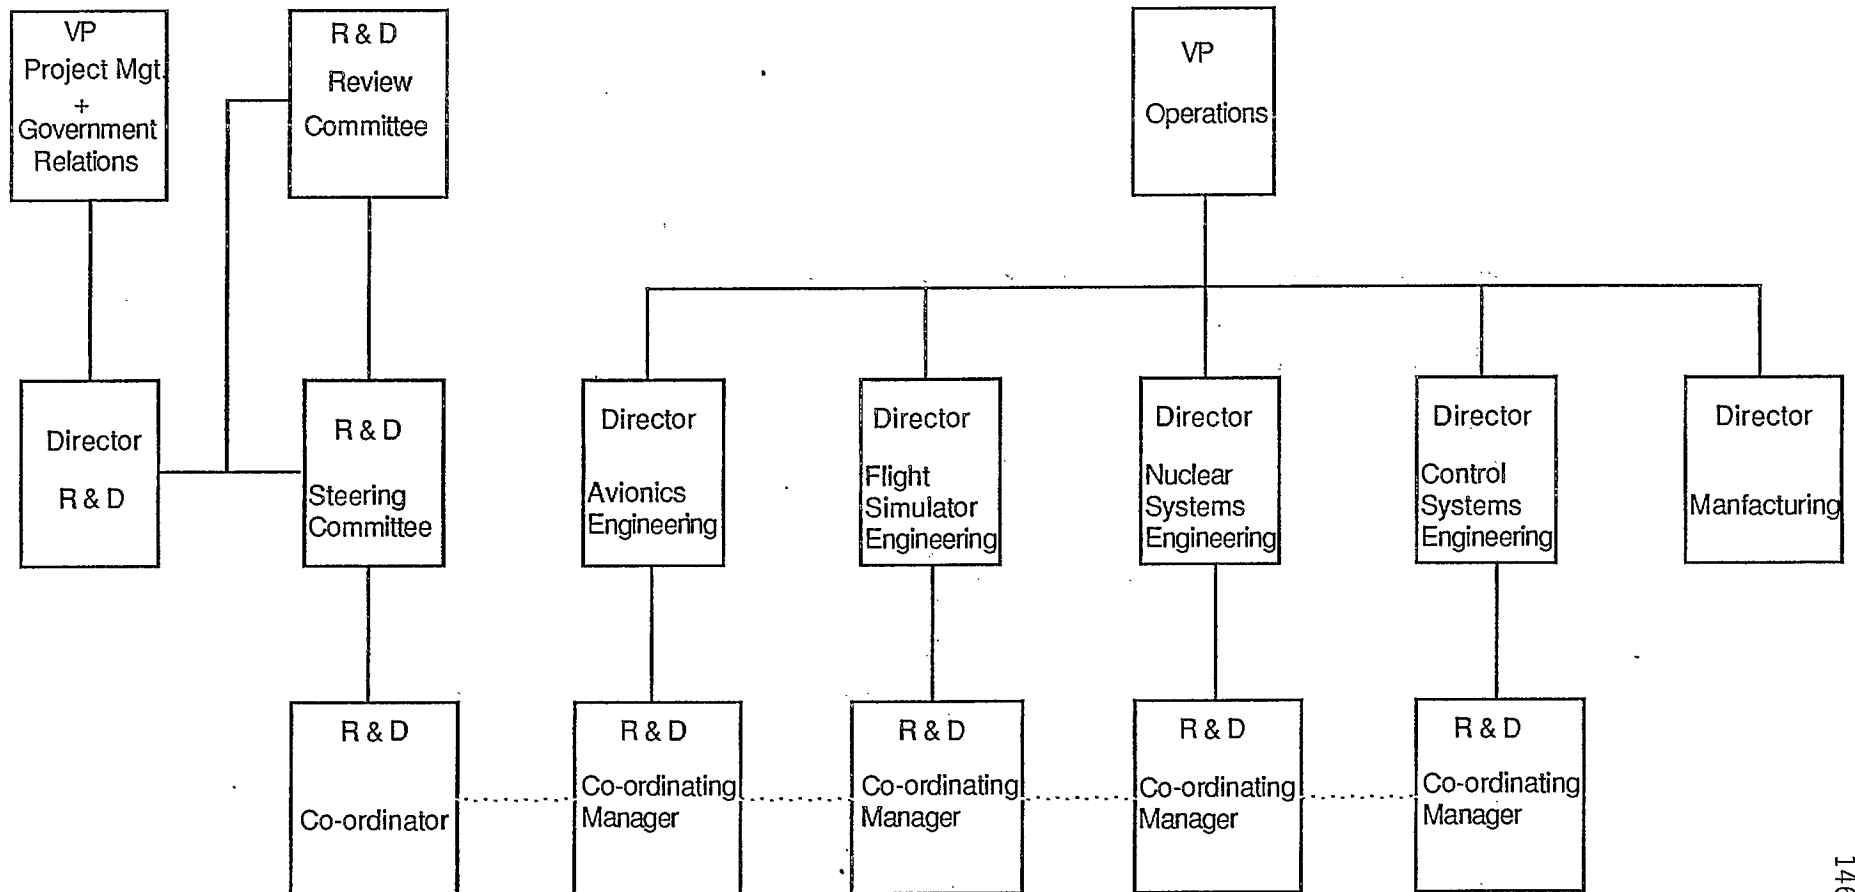 VP
Project Mgt.
+
Government
Relations
R & D
Review
Committee
VP
Operations
Director
R & D
R & D
Steering
Committee
Director
Avionics
Engineering
Director
Flight
Simulator
Engineering
Director
Nuclear
Systems
Engineering
Director
Control
Systems
Engineering
Director
Manfacturing
R & D
Co-ordinator
R & D
Co-ordinating
Manager
R & D
Co-ordinating
Manager
R & D
Co-ordinating
Manager
R & D
Co-ordinating
Manager